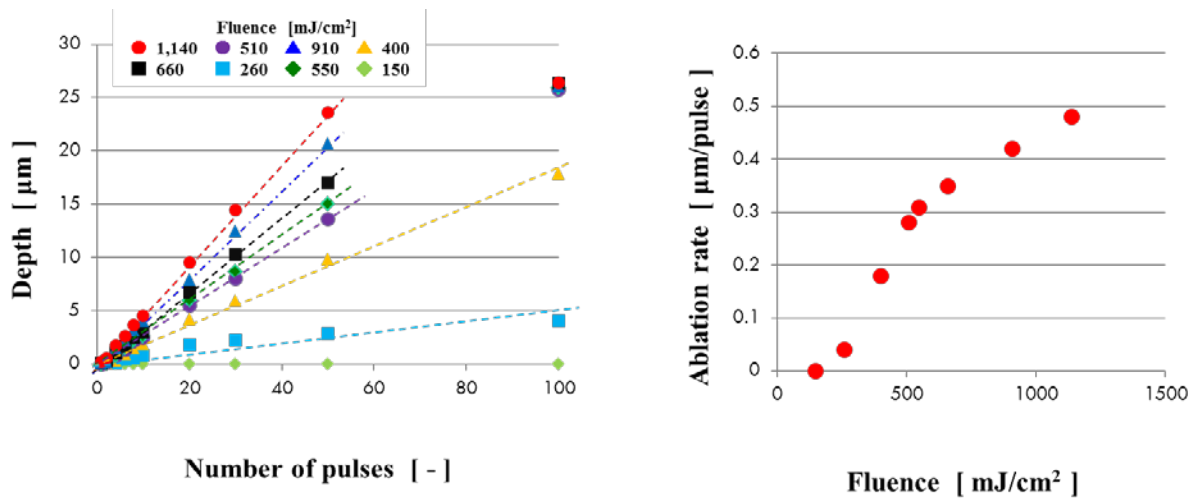 Fluence [mJ/cm²]
1,140 510 910 400
660 260 550 150
30
25
20
15
10
5
0
0 20 40 60 80 100
Depth [ μm ]
Number of pulses [ - ]
0.6
0.5
0.4
0.3
0.2
0.1
0
0 500 1000 1500
Ablation rate [ μm/pulse ]
Fluence [ mJ/cm² ]